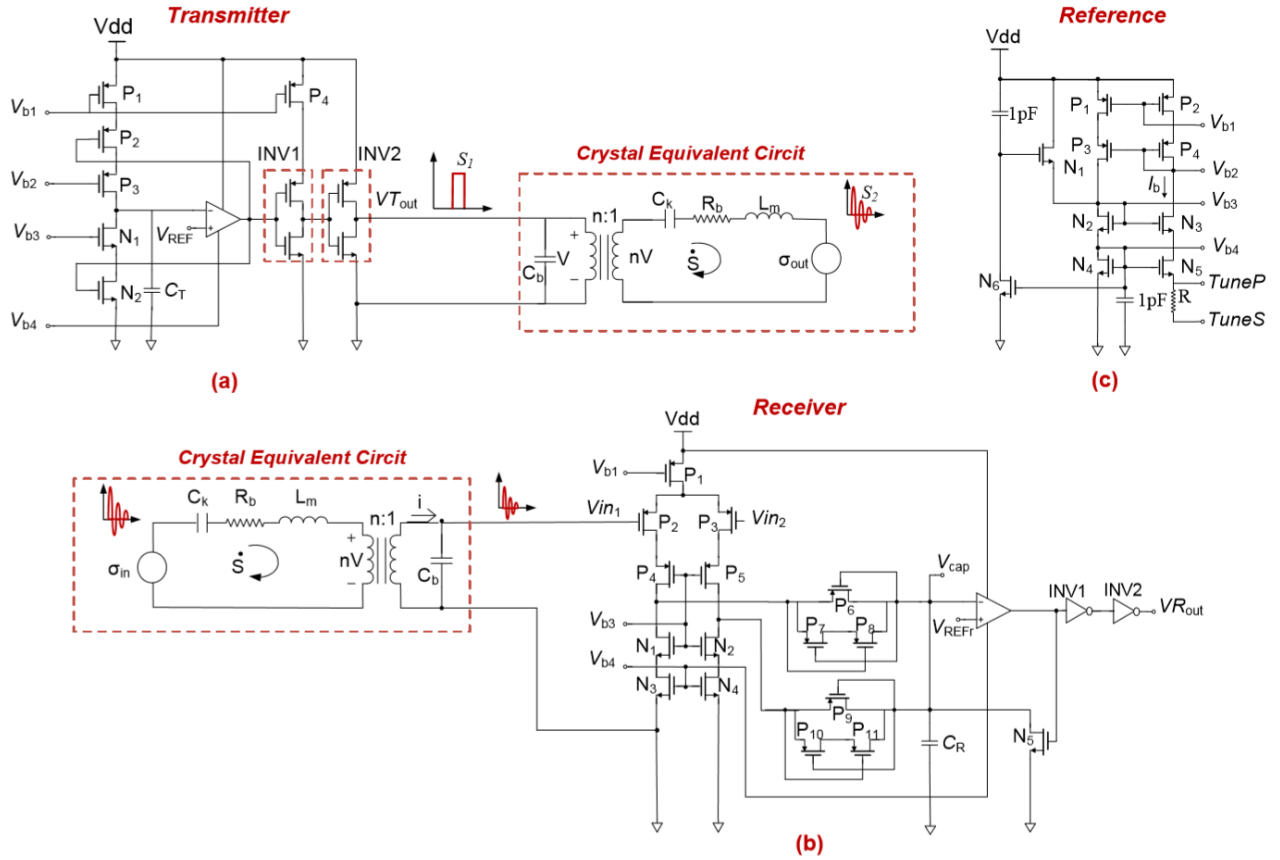 Transmitter
Vdd
P1
Vb1
P4
P2
INV1
INV2
S1
Vb2
P3
VTout
Vb3
N1
VREF
N2
CT
Vb4
(a)
Crystal Equivalent Circit
n:1
Ck
Rb
Lm
S2
+
V
Cb
−
nV
Ṡ
σout
Reference
Vdd
1pF
P1
P2
Vb1
P3
P4
N1
Vb2
Ib
Vb3
N2
N3
Vb4
N4
N5
N6
TuneP
1pF
R
TuneS
(c)
Crystal Equivalent Circit
Ck
Rb
Lm
n:1
i
+
σin
Ṡ
nV
−
Cb
Receiver
Vdd
Vb1
P1
Vin1
P2
P3
Vin2
P4
P5
P6
Vcap
INV1
INV2
VRout
P7
P8
VREFr
Vb3
N1
N2
Vb4
N3
N4
P9
P10
P11
CR
N5
(b)